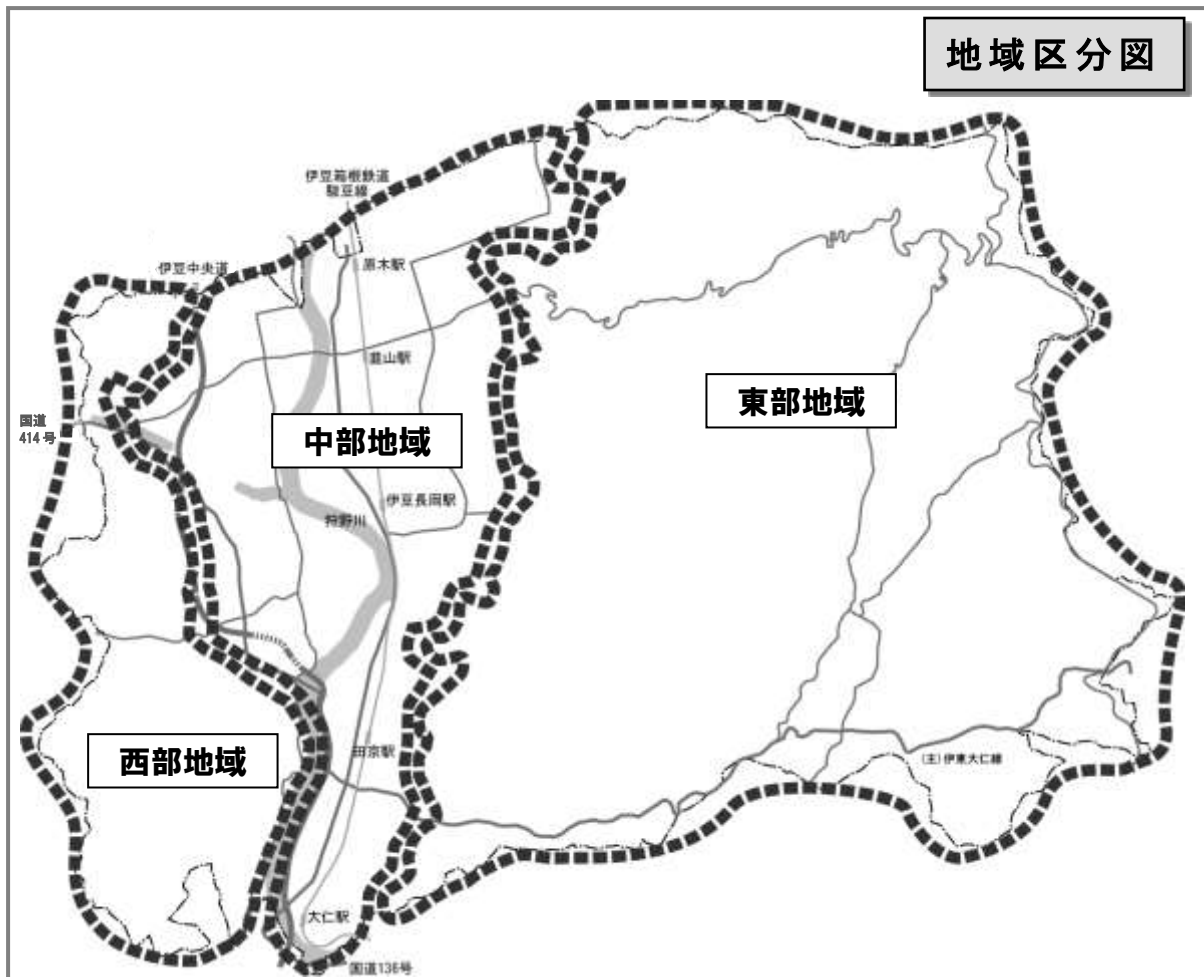 地域区分図
伊豆箱根鉄道
駿豆線
伊豆中央道
原木駅
韮山駅
国道
414号
東部地域
中部地域
伊豆長岡駅
狩野川
西部地域
田京駅
(主)伊東大仁線
大仁駅
国道136号